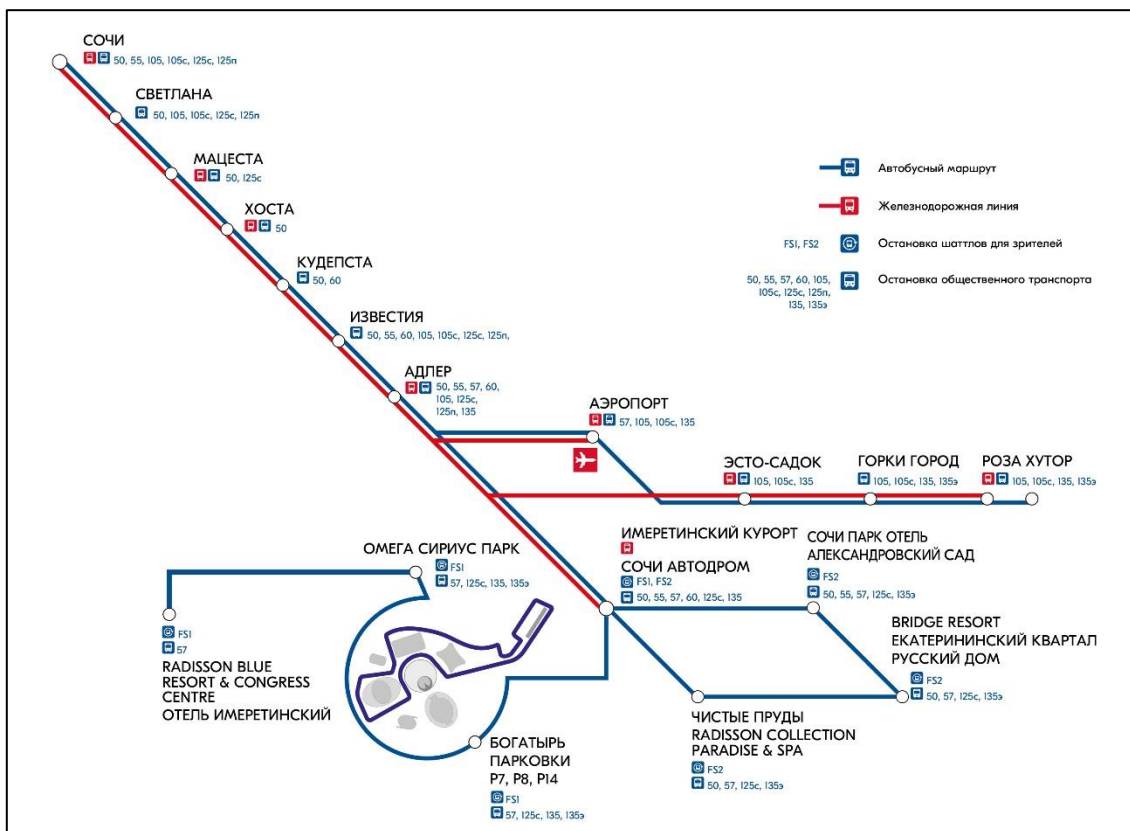 СОЧИ
50, 55, 105, 105с, 125с, 125п
СВЕТЛАНА
50, 105, 105с, 125с, 125п
МАЦЕСТА
50, 125с
ХОСТА
50
КУДЕПСТА
50, 60
ИЗВЕСТИЯ
50, 55, 60, 105, 105с, 125с, 125п,
АДЛЕР
50, 55, 57, 60,
105, 125с,
125п, 135
Автобусный маршрут
Железнодорожная линия
FS1, FS2
Остановка шаттлов для зрителей
50, 55, 57, 60, 105,
105с, 125с, 125п,
135, 135э
Остановка общественного транспорта
АЭРОПОРТ
57, 105, 105с, 135
ЭСТО-САДОК
105, 105с, 135
ГОРКИ ГОРОД
105, 105с, 135, 135э
РОЗА ХУТОР
105, 105с, 135, 135э
ИМЕРЕТИНСКИЙ КУРОРТ
СОЧИ АВТОДРОМ
FS1, FS2
50, 55, 57, 60, 125с, 135
СОЧИ ПАРК ОТЕЛЬ
АЛЕКСАНДРОВСКИЙ САД
FS2
50, 55, 57, 125с, 135э
BRIDGE RESORT
ЕКАТЕРИНИНСКИЙ КВАРТАЛ
РУССКИЙ ДОМ
FS2
50, 57, 125с, 135э
ОМЕГА СИРИУС ПАРК
FS1
57, 125с, 135, 135э
FS1
57
RADISSON BLUE
RESORT & CONGRESS
CENTRE
ОТЕЛЬ ИМЕРЕТИНСКИЙ
БОГАТЫРЬ
ПАРКОВКИ
P7, P8, P14
FS1
57, 125с, 135, 135э
ЧИСТЫЕ ПРУДЫ
RADISSON COLLECTION
PARADISE & SPA
FS2
50, 57, 125с, 135э